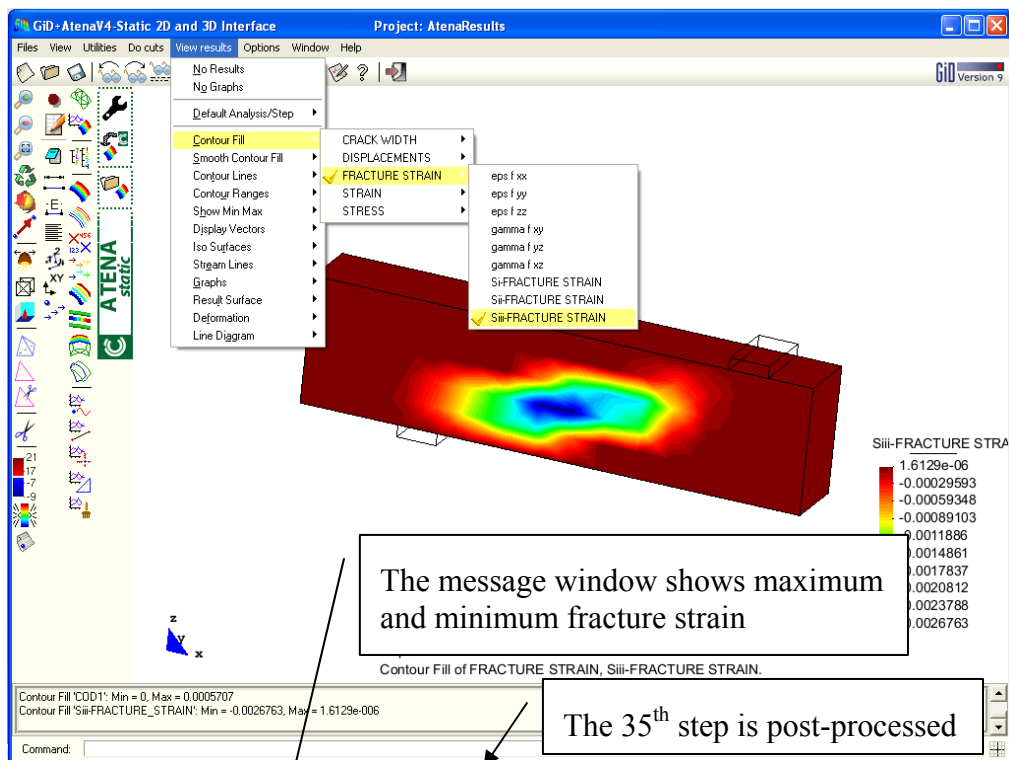 GiD+AtenaV4-Static 2D and 3D Interface Project: AtenaResults
Files View Utilities Do cuts View results Options Window Help
GiD Version 9
No Results
No Graphs
Default Analysis/Step
Contour Fill
Smooth Contour Fill
Contour Lines
Contour Ranges
Show Min Max
Display Vectors
Iso Surfaces
Stream Lines
Graphs
Result Surface
Deformation
Line Diagram
CRACK WIDTH
DISPLACEMENTS
FRACTURE STRAIN
STRAIN
STRESS
eps f xx
eps f yy
eps f zz
gamma f xy
gamma f yz
gamma f xz
Si-FRACTURE STRAIN
Sii-FRACTURE STRAIN
Siii-FRACTURE STRAIN
ATENA
static
21
17
-7
-9
Siii-FRACTURE STRA
1.6129e-06
-0.00029593
-0.00059348
-0.00089103
0.0011886
0.0014861
0.0017837
0.0020812
0.0023788
0.0026763
The message window shows maximum
and minimum fracture strain
z
y
x
Contour Fill of FRACTURE STRAIN, Siii-FRACTURE STRAIN.
Contour Fill 'COD1': Min = 0, Max = 0.0005707
Contour Fill 'Siii-FRACTURE_STRAIN': Min = -0.0026763, Max = 1.6129e-006
The 35th step is post-processed
Command: